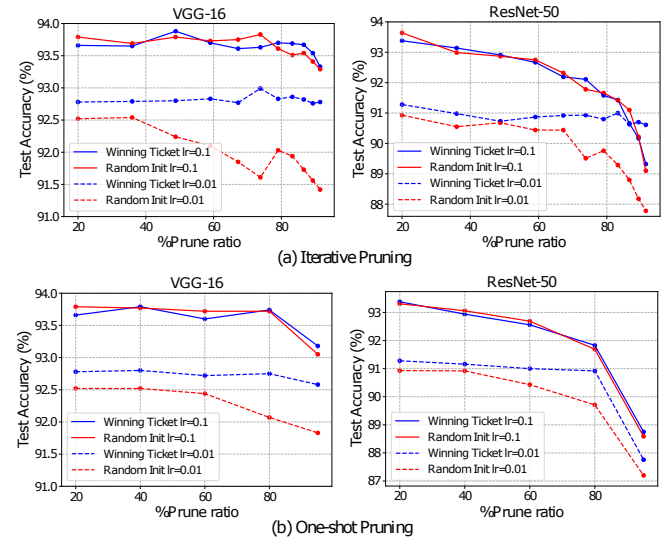 (a)
VGG-16
Test Accuracy (%)
94.0
93.5
93.0
92.5
92.0
91.5
91.0
Winning Ticket lr=0.1
Random Init lr=0.1
Winning Ticket lr=0.01
Random Init lr=0.01
20
40
60
80
%Prune ratio
ResNet-50
Test Accuracy (%)
94
93
92
91
90
89
88
Winning Ticket lr=0.1
Random Init lr=0.1
Winning Ticket lr=0.01
Random Init lr=0.01
20
30
40
50
60
70
80
90
%Prune ratio
(a) Iterative Pruning
(b)
VGG-16
Test Accuracy (%)
94.0
93.5
93.0
92.5
92.0
91.5
91.0
Winning Ticket lr=0.1
Random Init lr=0.1
Winning Ticket lr=0.01
Random Init lr=0.01
20
40
60
80
%Prune ratio
ResNet-50
Test Accuracy (%)
93
92
91
90
89
88
87
Winning Ticket lr=0.1
Random Init lr=0.1
Winning Ticket lr=0.01
Random Init lr=0.01
20
40
60
80
%Prune ratio
(b) One-shot Pruning